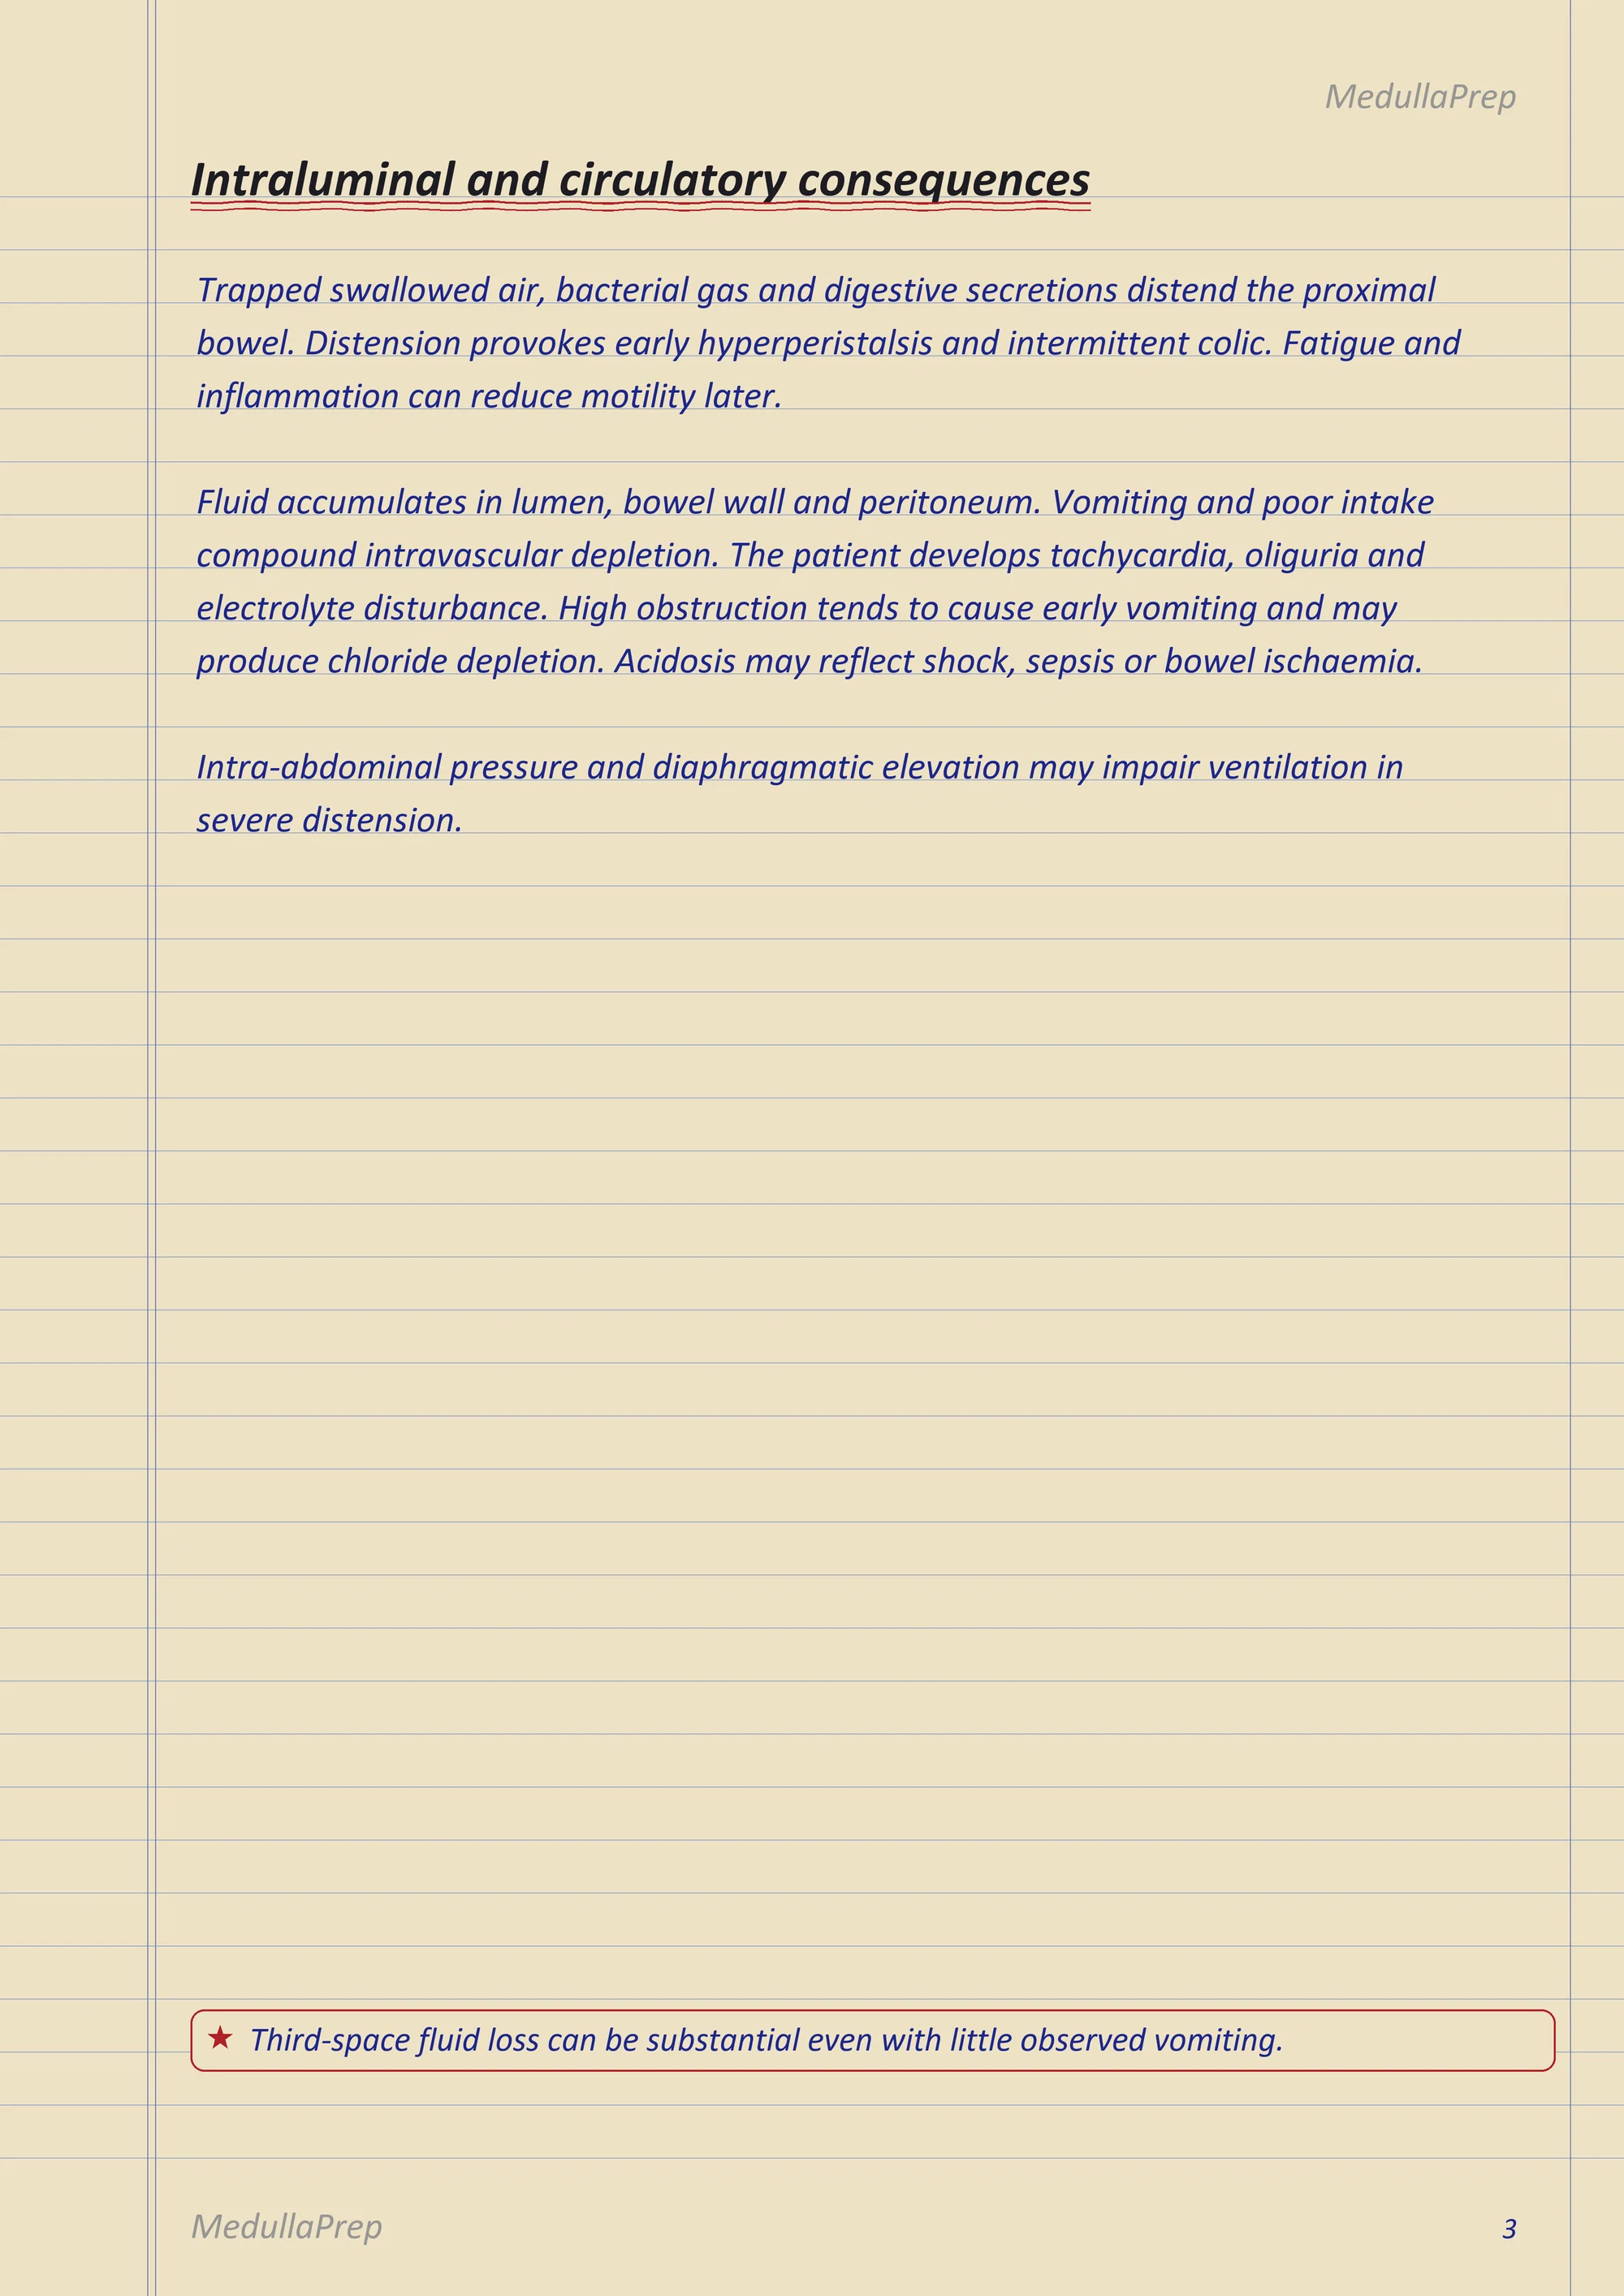 MedullaPrep
Intraluminal and circulatory consequences
Trapped swallowed air, bacterial gas and digestive secretions distend the proximal
bowel. Distension provokes early hyperperistalsis and intermittent colic. Fatigue and
inflammation can reduce motility later.
Fluid accumulates in lumen, bowel wall and peritoneum. Vomiting and poor intake
compound intravascular depletion. The patient develops tachycardia, oliguria and
electrolyte disturbance. High obstruction tends to cause early vomiting and may
produce chloride depletion. Acidosis may reflect shock, sepsis or bowel ischaemia.
Intra-abdominal pressure and diaphragmatic elevation may impair ventilation in
severe distension.
★ Third-space fluid loss can be substantial even with little observed vomiting.
MedullaPrep
3